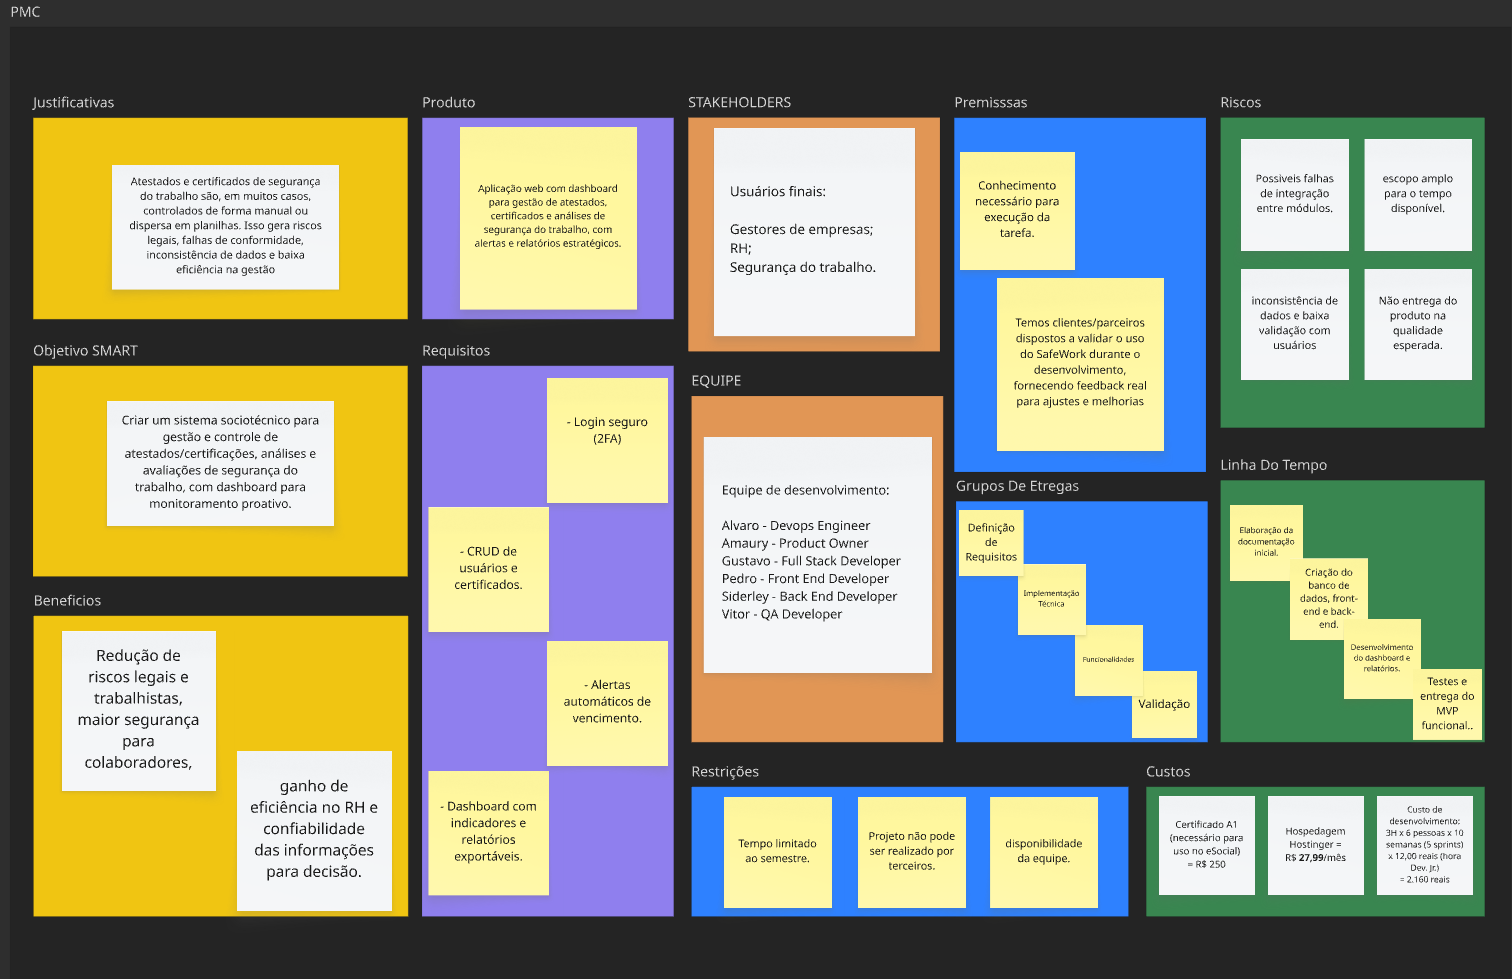 PMC
Justificativas
Atestados e certificados de segurança
do trabalho são, em muitos casos,
controlados de forma manual ou
dispersa em planilhas. Isso gera riscos
legais, falhas de conformidade,
inconsistência de dados e baixa
eficiência na gestão
Objetivo SMART
Criar um sistema sociotécnico para
gestão e controle de
atestados/certificações, análises e
avaliações de segurança do
trabalho, com dashboard para
monitoramento proativo.
Beneficios
Redução de
riscos legais e
trabalhistas,
maior segurança
para
colaboradores,
ganho de
eficiência no RH e
confiabilidade
das informações
para decisão.
Produto
Aplicação web com dashboard
para gestão de atestados,
certificados e análises de
segurança do trabalho, com
alertas e relatórios estratégicos.
Requisitos
- Login seguro
(2FA)
- CRUD de
usuários e
certificados.
- Alertas
automáticos de
vencimento.
- Dashboard com
indicadores e
relatórios
exportáveis.
STAKEHOLDERS
Usuários finais:
Gestores de empresas;
RH;
Segurança do trabalho.
EQUIPE
Equipe de desenvolvimento:
Alvaro - Devops Engineer
Amaury - Product Owner
Gustavo - Full Stack Developer
Pedro - Front End Developer
Siderley - Back End Developer
Vitor - QA Developer
Premisssas
Conhecimento
necessário para
execução da
tarefa.
Temos clientes/parceiros
dispostos a validar o uso
do SafeWork durante o
desenvolvimento,
fornecendo feedback real
para ajustes e melhorias
Grupos De Etregas
Definição
de
Requisitos
Implementação
Técnica
Funcionalidades
Validação
Riscos
Possiveis falhas
de integração
entre módulos.
escopo amplo
para o tempo
disponível.
inconsistência de
dados e baixa
validação com
usuários
Não entrega do
produto na
qualidade
esperada.
Linha Do Tempo
Elaboração da
documentação
inicial.
Criação do
banco de
dados, front-
end e back-
end.
Desenvolvimento
do dashboard e
relatórios.
Testes e
entrega do
MVP
funcional..
Restrições
Tempo limitado
ao semestre.
Projeto não pode
ser realizado por
terceiros.
disponibilidade
da equipe.
Custos
Certificado A1
(necessário para
uso no eSocial)
= R$ 250
Hospedagem
Hostinger =
R$ 27,99/mês
Custo de
desenvolvimento:
3H x 6 pessoas x 10
semanas (5 sprints)
x 12,00 reais (hora
Dev. Jr.)
= 2.160 reais